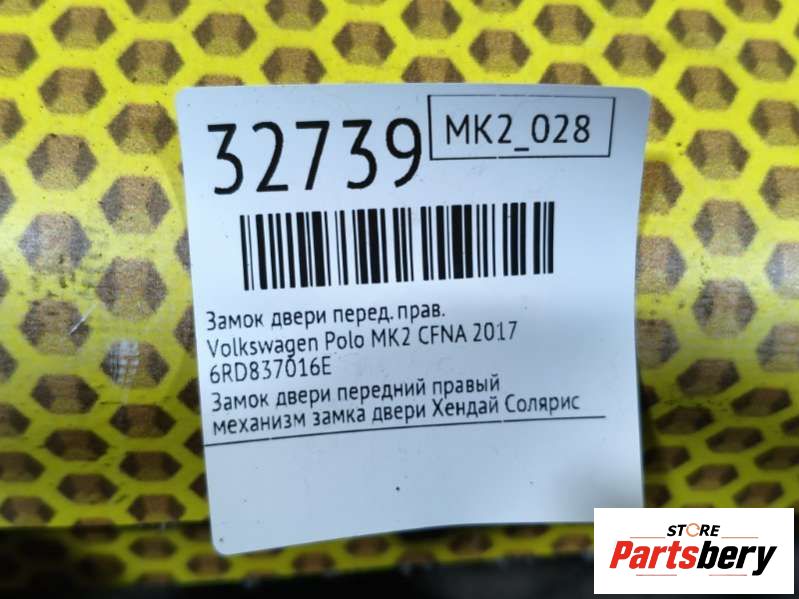 32739
MK2_028
Замок двери перед. прав.
Volkswagen Polo MK2 CFNA 2017
6RD837016E
Замок двери передний правый
механизм замка двери Хендай Солярис
STORE
Partsbery